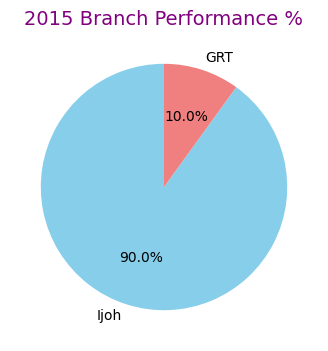 2015 Branch Performance %
GRT
10.0%
90.0%
Ijoh